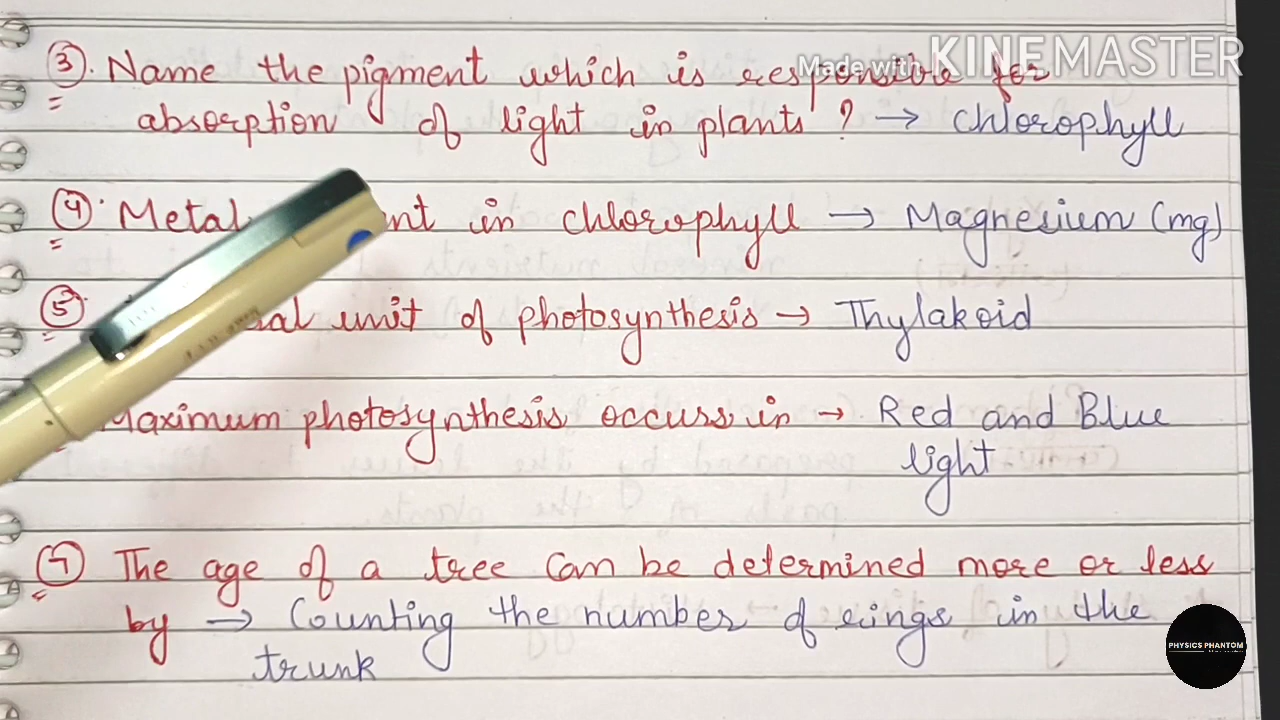 Made with KINEMASTER
3. Name the pigment which is responsible for
absorption of light in plants ? → chlorophyll
4. Metal in chlorophyll → Magnesium (mg)
5. unit of photosynthesis → Thylakoid
Maximum photosynthesis occurs in → Red and Blue
light
7 The age of a tree can be determined more or less
by → Counting the number of rings in the
trunk
PHYSICS PHANTOM